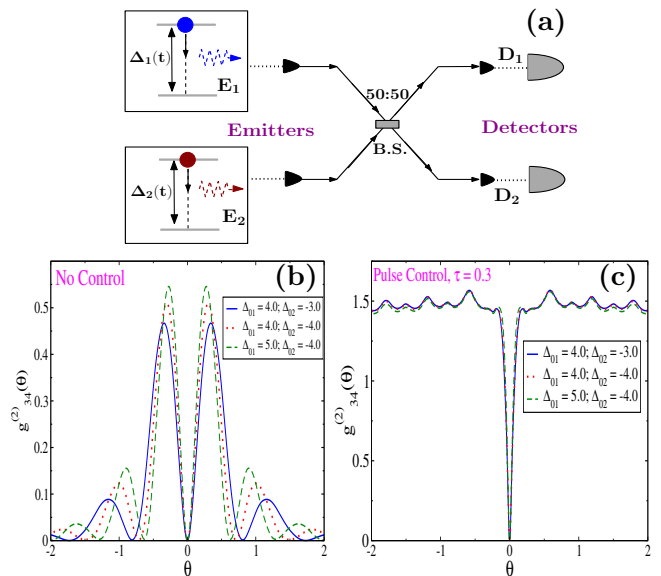 (a)
Δ₁(t)
E₁
50:50
D₁
Emitters
Detectors
B.S.
Δ₂(t)
E₂
D₂
(b)
No Control
Δ₀₁ = 4.0; Δ₀₂ = -3.0
Δ₀₁ = 4.0; Δ₀₂ = -4.0
Δ₀₁ = 5.0; Δ₀₂ = -4.0
g⁽²⁾₃₄(θ)
0.5
0.4
0.3
0.2
0.1
0
-2 -1 0 1 2
θ
(c)
Pulse Control, τ = 0.3
Δ₀₁ = 4.0; Δ₀₂ = -3.0
Δ₀₁ = 4.0; Δ₀₂ = -4.0
Δ₀₁ = 5.0; Δ₀₂ = -4.0
g⁽²⁾₃₄(θ)
1.5
1
0.5
0
-2 -1 0 1 2
θ